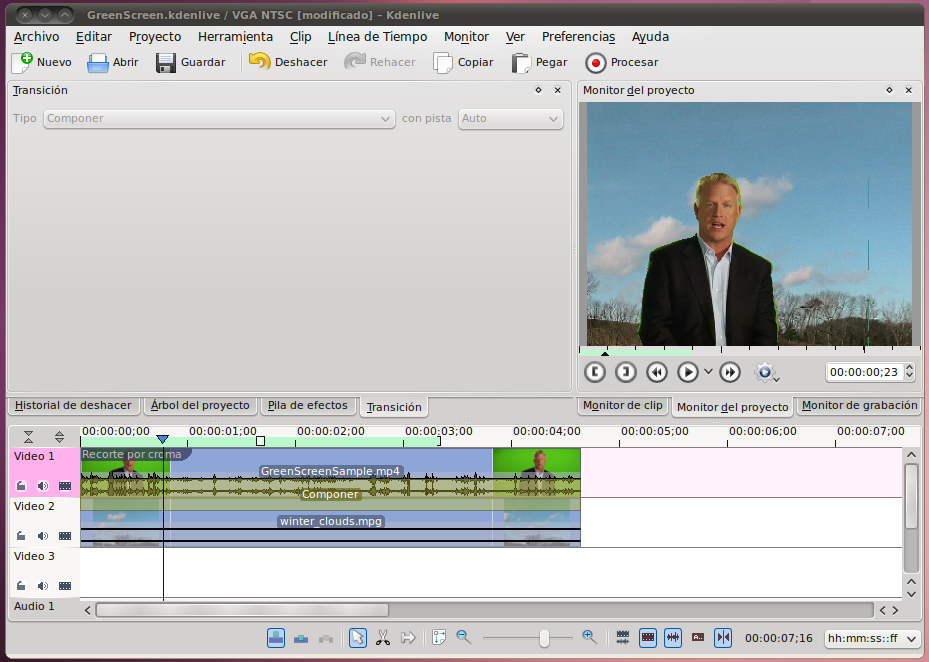 GreenScreen.kdenlive / VGA NTSC [modificado] - Kdenlive
Archivo Editar Proyecto Herramienta Clip Línea de Tiempo Monitor Ver Preferencias Ayuda
Nuevo Abrir Guardar Deshacer Rehacer Copiar Pegar Procesar
Transición
Monitor del proyecto
Tipo Componer con pista Auto
00:00:00;23
Historial de deshacer Árbol del proyecto Pila de efectos Transición
Monitor de clip Monitor del proyecto Monitor de grabación
00:00:00;00 00:00:01;00 00:00:02;00 00:00:03;00 00:00:04;00 00:00:05;00 00:00:06;00 00:00:07;00
Video 1
Recorte por croma
GreenScreenSample.mp4
Componer
Video 2
winter_clouds.mpg
Video 3
Audio 1
00:00:07;16 hh:mm:ss::ff